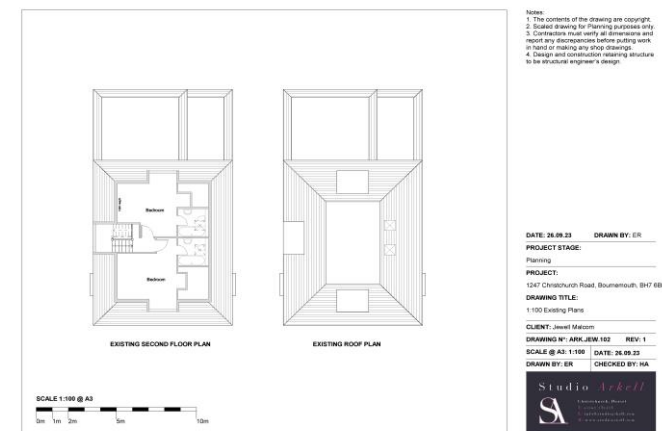 Notes:
1. The contents of the drawing are copyright.
2. Scaled drawing for Planning purposes only.
3. Contractors must verify all dimensions and
report any discrepancies before putting work
in hand or making any shop drawings.
4. Design and construction retaining structure
to be structural engineer's design.
Bedroom
Bedroom
EXISTING SECOND FLOOR PLAN
EXISTING ROOF PLAN
SCALE 1:100 @ A3
0m 1m 2m 5m 10m
DATE: 26.09.23 DRAWN BY: ER
PROJECT STAGE:
Planning
PROJECT:
1247 Christchurch Road, Bournemouth, BH7 6B
DRAWING TITLE:
1:100 Existing Plans
CLIENT: Jewell Malcom
DRAWING Nº: ARK.JEW.102 REV: 1
SCALE @ A3: 1:100 DATE: 26.09.23
DRAWN BY: ER CHECKED BY: HA
Studio Arkell
SA